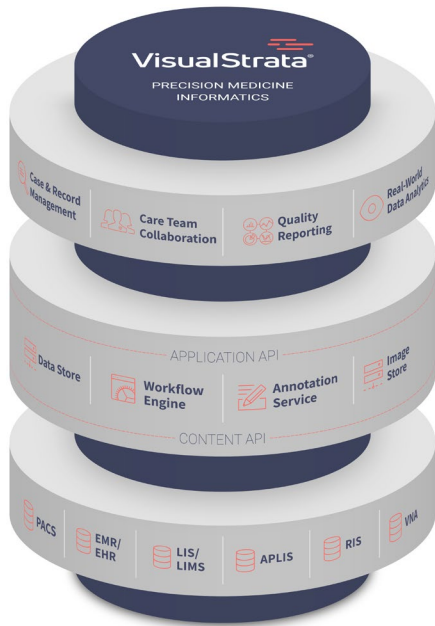 VisualStrata®
PRECISION MEDICINE
INFORMATICS
Case & Record
Management
Care Team
Collaboration
Quality
Reporting
Real-World
Data Analytics
APPLICATION API
Data Store
Workflow
Engine
Annotation
Service
Image
Store
CONTENT API
PACS
EMR/
EHR
LIS/
LIMS
APLIS
RIS
VNA